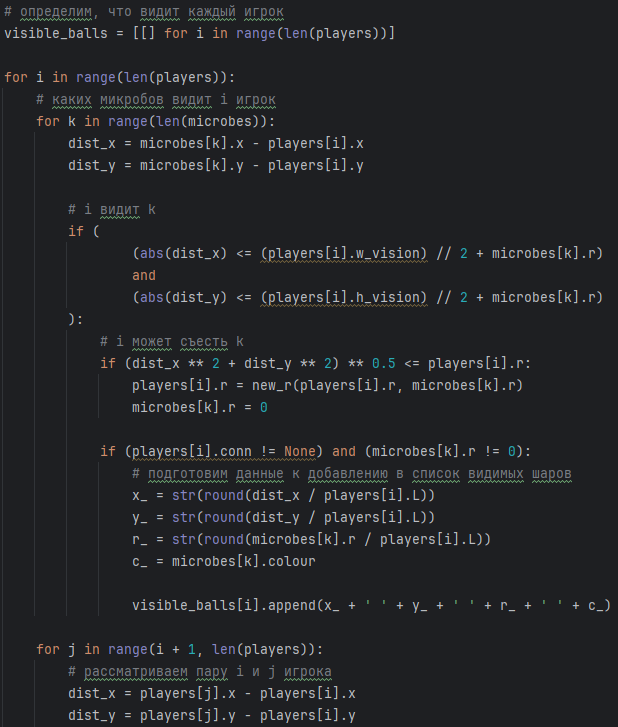 # определим, что видит каждый игрок
visible_balls = [[] for i in range(len(players))]
for i in range(len(players)):
# каких микробов видит i игрок
for k in range(len(microbes)):
dist_x = microbes[k].x - players[i].x
dist_y = microbes[k].y - players[i].y
# i видит k
if (
(abs(dist_x) <= (players[i].w_vision) // 2 + microbes[k].r)
and
(abs(dist_y) <= (players[i].h_vision) // 2 + microbes[k].r)
):
# i может съесть k
if (dist_x ** 2 + dist_y ** 2) ** 0.5 <= players[i].r:
players[i].r = new_r(players[i].r, microbes[k].r)
microbes[k].r = 0
if (players[i].conn != None) and (microbes[k].r != 0):
# подготовим данные к добавлению в список видимых шаров
x_ = str(round(dist_x / players[i].L))
y_ = str(round(dist_y / players[i].L))
r_ = str(round(microbes[k].r / players[i].L))
c_ = microbes[k].colour
visible_balls[i].append(x_ + ' ' + y_ + ' ' + r_ + ' ' + c_)
for j in range(i + 1, len(players)):
# рассматриваем пару i и j игрока
dist_x = players[j].x - players[i].x
dist_y = players[j].y - players[i].y